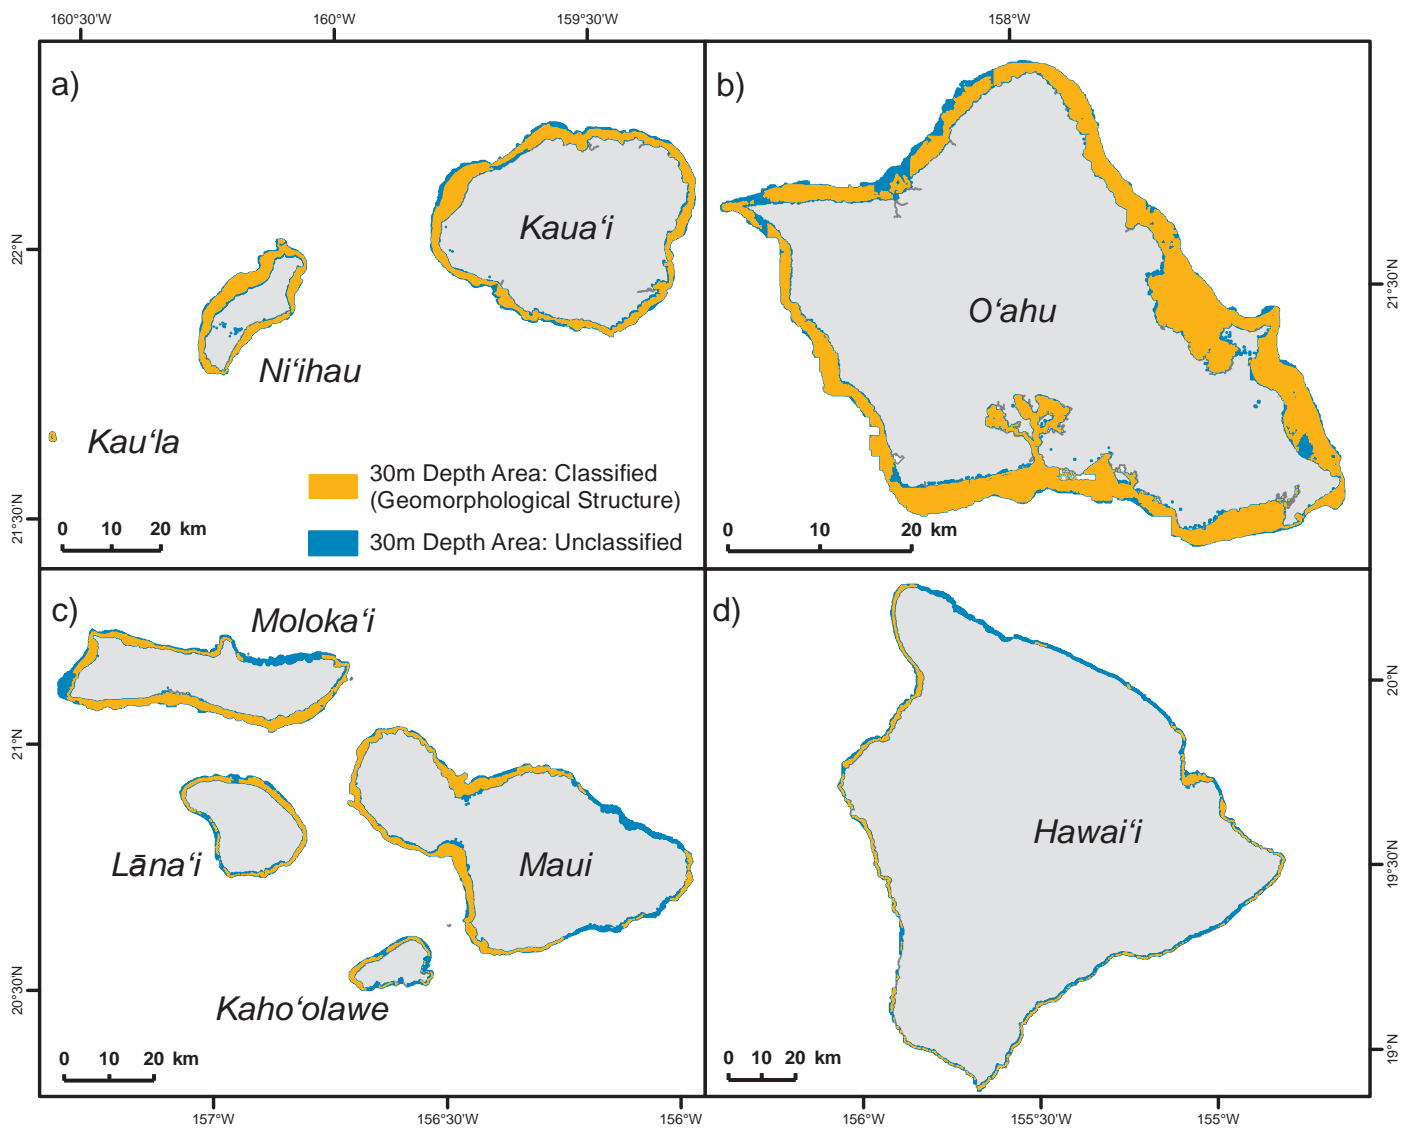 160°30'W 160°W 159°30'W 158°W
a)
b)
Kaua‘i
22°N
21°30'N
O‘ahu
Ni‘ihau
Kau‘la
30m Depth Area: Classified
(Geomorphological Structure)
30m Depth Area: Unclassified
21°30'N
0 10 20 km
0 10 20 km
c)
Moloka‘i
d)
20°N
21°N
Lāna‘i
Maui
Hawai‘i
19°30'N
20°30'N
Kaho‘olawe
19°N
0 10 20 km
0 10 20 km
157°W 156°30'W 156°W 156°W 155°30'W 155°W